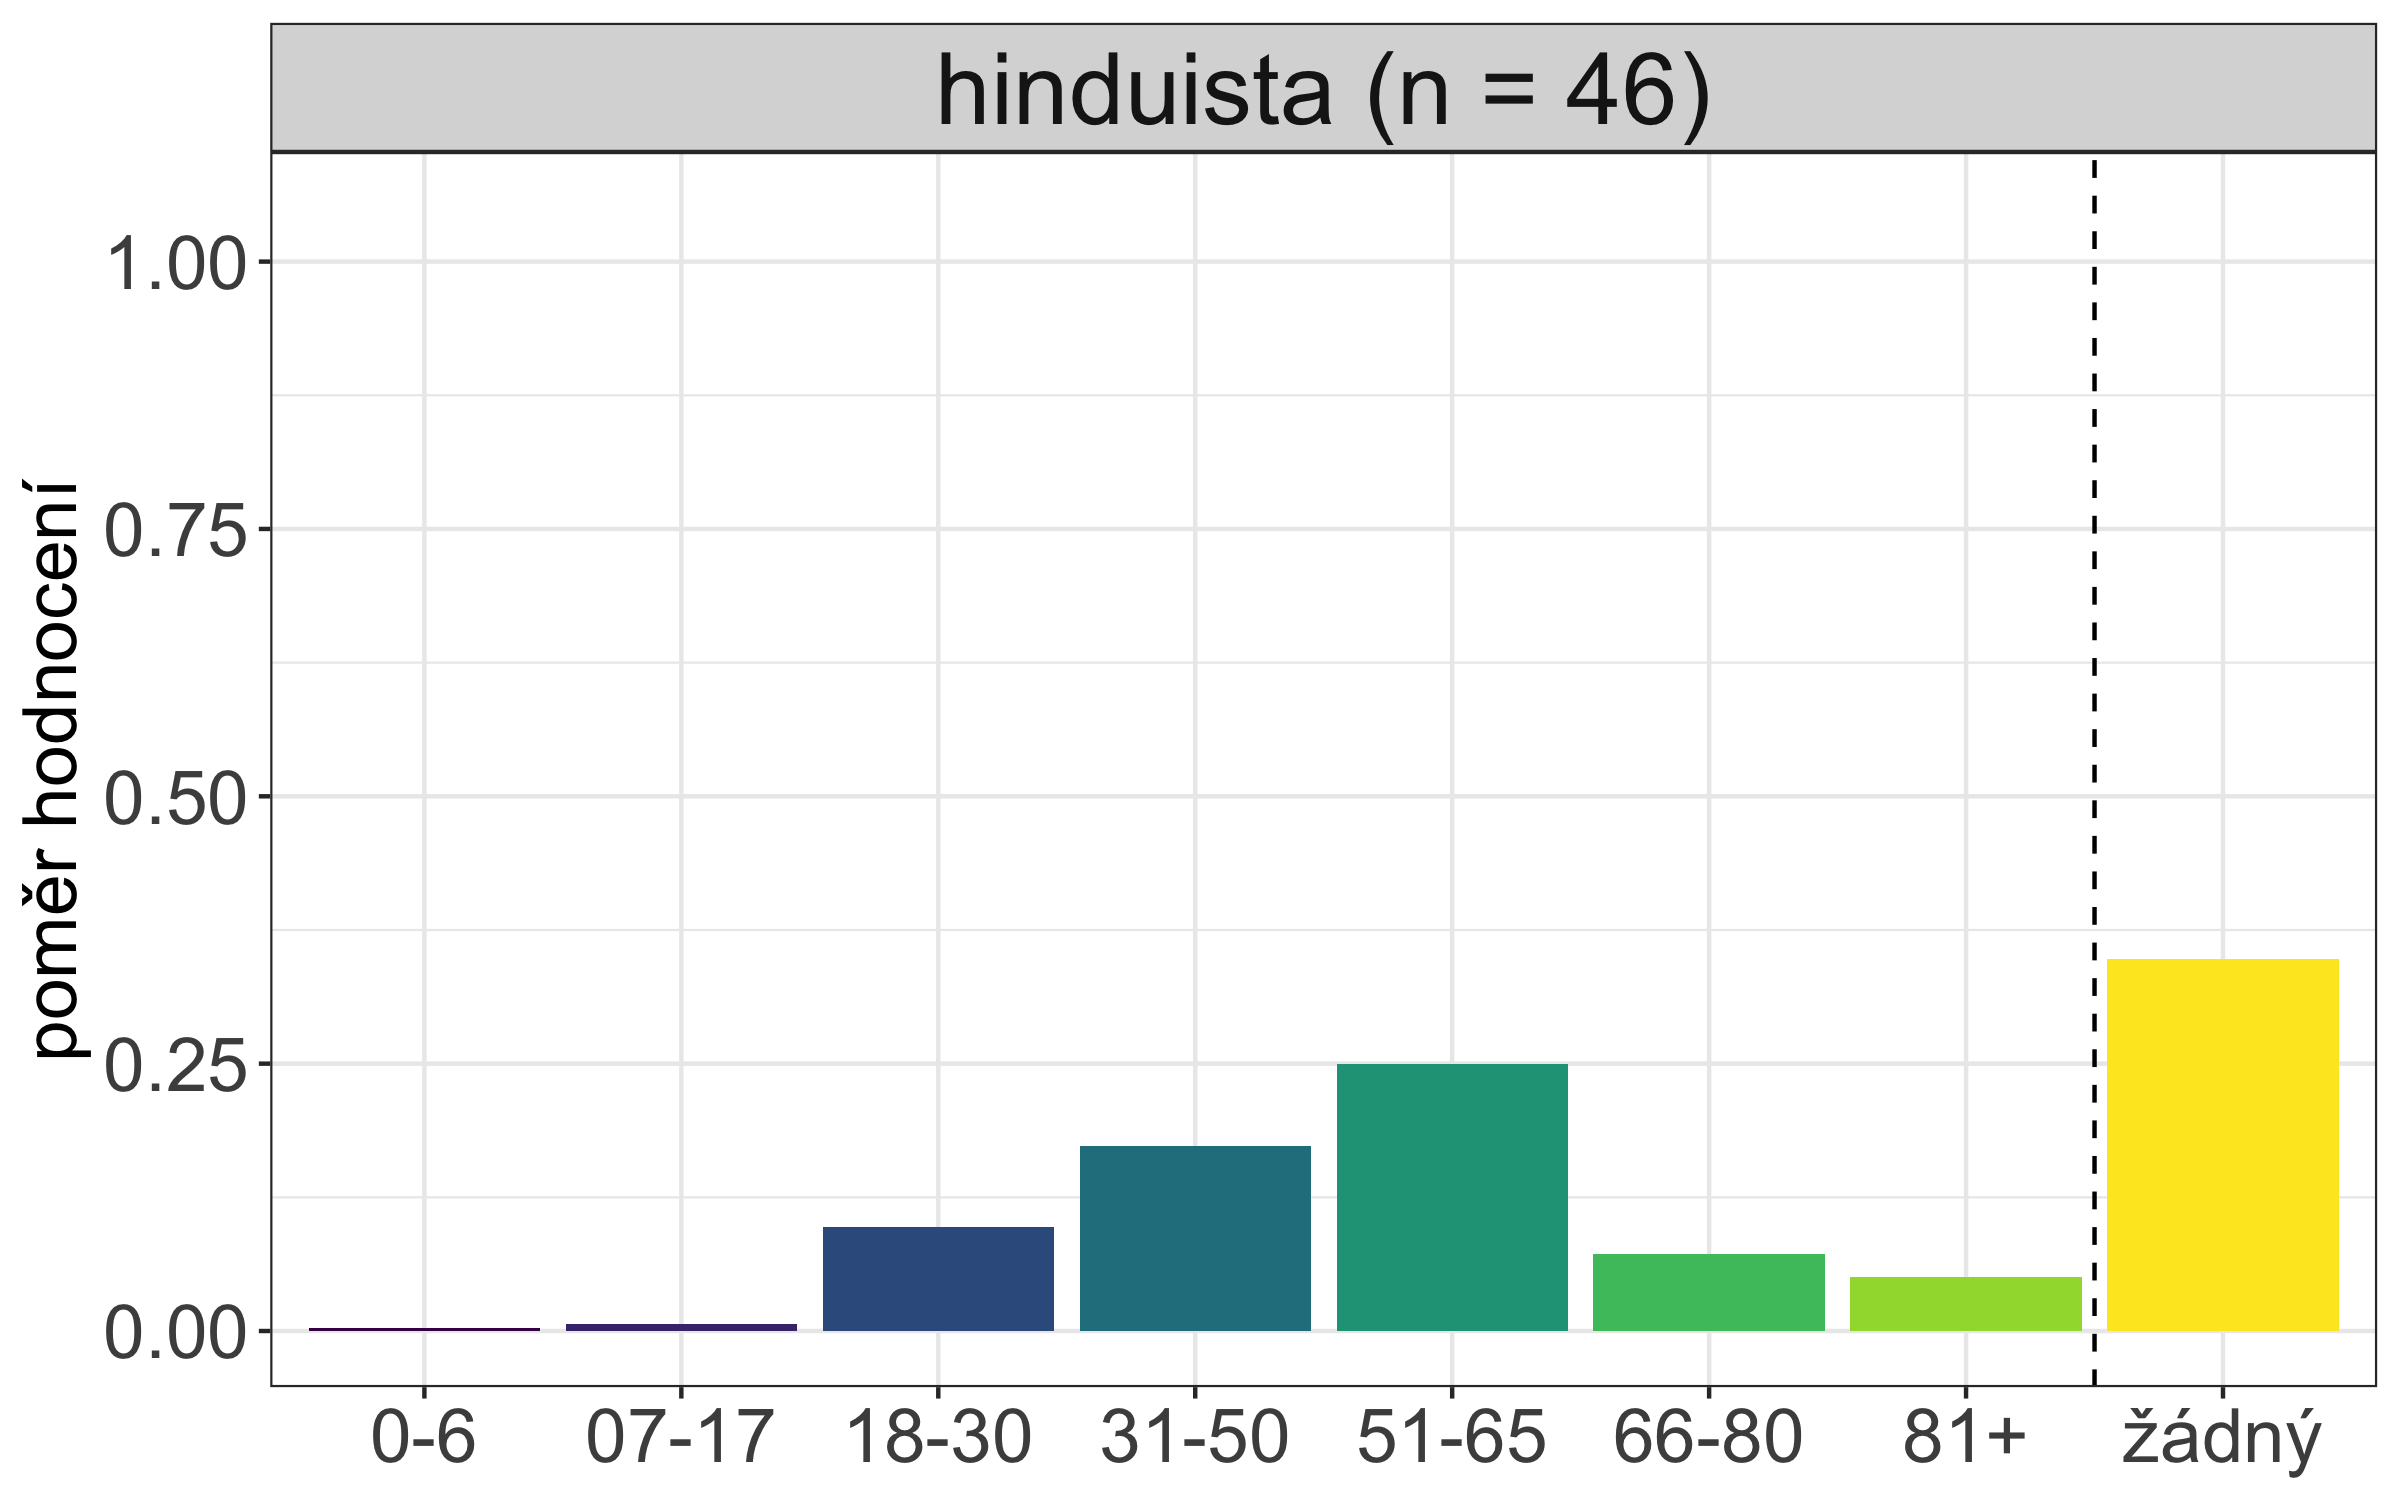 hinduista (n = 46)
poměr hodnocení
1.00
0.75
0.50
0.25
0.00
0-6 07-17 18-30 31-50 51-65 66-80 81+ žádný